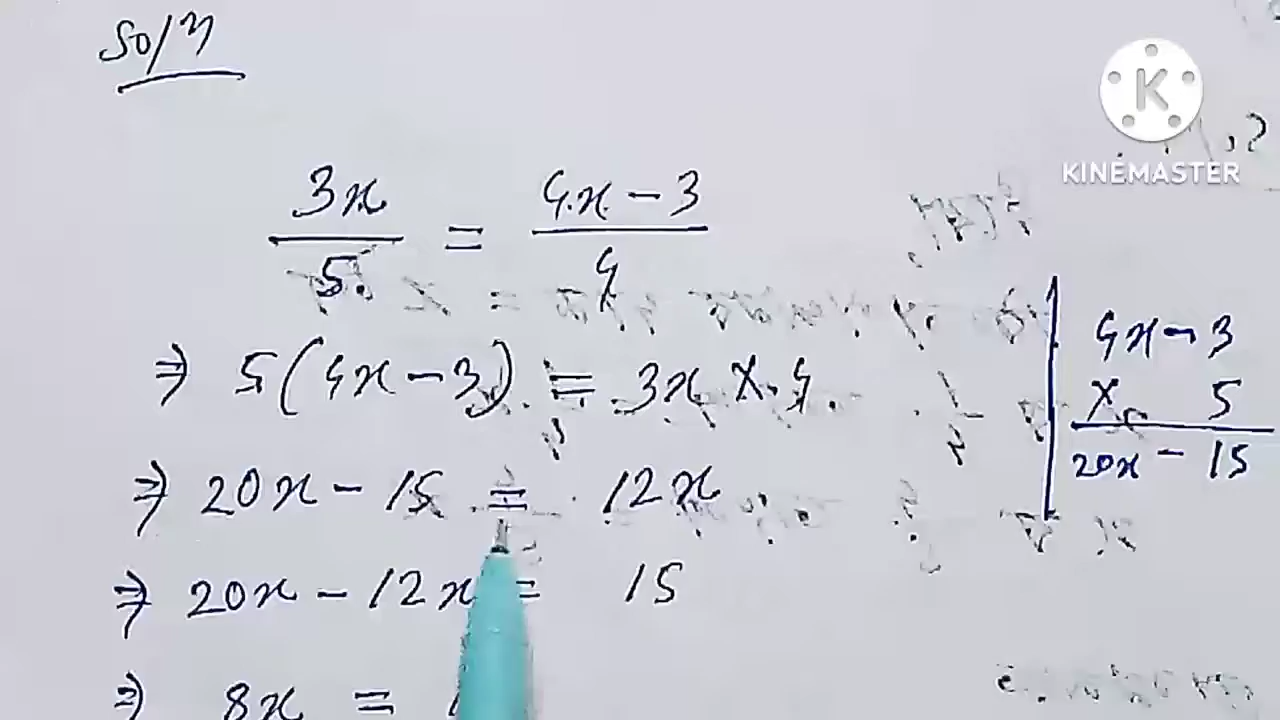 Soln
K
KINEMASTER
3x/5 = 4x - 3/4
⇒ 5(4x - 3) = 3x × 4
⇒ 20x - 15 = 12x
⇒ 20x - 12x = 15
⇒ 8x =
4x - 3
× 5
20x - 15